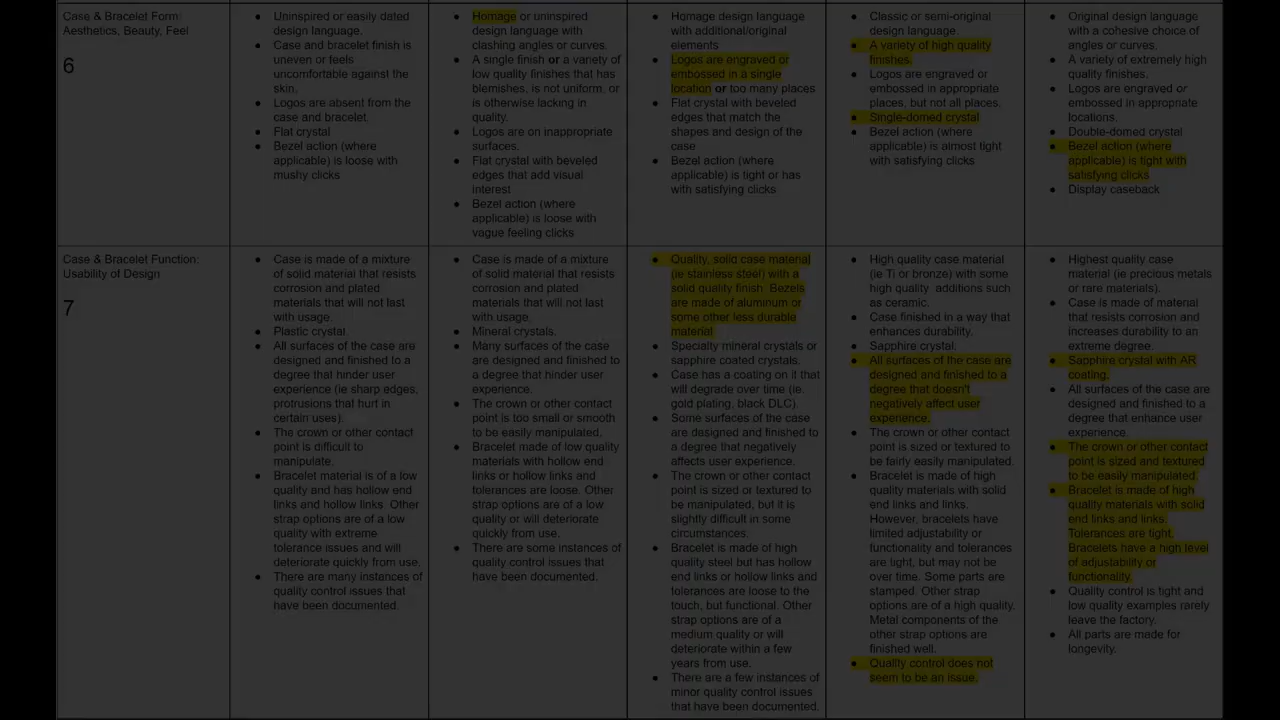 Case & Bracelet Form:
Aesthetics, Beauty, Feel
6
● Uninspired or easily dated
design language.
● Case and bracelet finish is
uneven or feels
uncomfortable against the
skin.
● Logos are absent from the
case and bracelet.
● Flat crystal
● Bezel action (where
applicable) is loose with
mushy clicks
● Homage or uninspired
design language with
clashing angles or curves.
● A single finish or a variety of
low quality finishes that has
blemishes, is not uniform, or
is otherwise lacking in
quality.
● Logos are on inappropriate
surfaces.
● Flat crystal with beveled
edges that add visual
interest
● Bezel action (where
applicable) is loose with
vague feeling clicks
● Homage design language
with additional/original
elements
● Logos are engraved or
embossed in a single
location or too many places
● Flat crystal with beveled
edges that match the
shapes and design of the
case
● Bezel action (where
applicable) is tight or has
with satisfying clicks
● Classic or semi-original
design language.
● A variety of high quality
finishes.
● Logos are engraved or
embossed in appropriate
places, but not all places.
● Single-domed crystal
● Bezel action (where
applicable) is almost tight
with satisfying clicks
● Original design language
with a cohesive choice of
angles or curves.
● A variety of extremely high
quality finishes.
● Logos are engraved or
embossed in appropriate
locations.
● Double-domed crystal
● Bezel action (where
applicable) is tight with
satisfying clicks
● Display caseback
Case & Bracelet Function:
Usability of Design
7
● Case is made of a mixture
of solid material that resists
corrosion and plated
materials that will not last
with usage.
● Plastic crystal
● All surfaces of the case are
designed and finished to a
degree that hinder user
experience (ie sharp edges,
protrusions that hurt in
certain uses).
● The crown or other contact
point is difficult to
manipulate.
● Bracelet material is of a low
quality and has hollow end
links and hollow links. Other
strap options are of a low
quality with extreme
tolerance issues and will
deteriorate quickly from use.
● There are many instances of
quality control issues that
have been documented.
● Case is made of a mixture
of solid material that resists
corrosion and plated
materials that will not last
with usage.
● Mineral crystals.
● Many surfaces of the case
are designed and finished to
a degree that hinder user
experience.
● The crown or other contact
point is too small or smooth
to be easily manipulated.
● Bracelet made of low quality
materials with hollow end
links or hollow links and
tolerances are loose. Other
strap options are of a low
quality or will deteriorate
quickly from use.
● There are some instances of
quality control issues that
have been documented.
● Quality, solid case material
(ie stainless steel) with a
solid quality finish. Bezels
are made of aluminum or
some other less durable
material
● Specialty mineral crystals or
sapphire coated crystals.
● Case has a coating on it that
will degrade over time (ie.
gold plating, black DLC)
● Some surfaces of the case
are dasigned and finished to
a degree that negatively
affects user experience.
● The crown or other contact
point is sized or textured to
be manipulated, but it is
slightly difficult in some
circumstances.
● Bracelet is made of high
quality steel but has hollow
end links or hollow links and
tolerances are loose to the
touch, but functional. Other
strap options are of a
medium quality or will
deteriorate within a few
years from use.
● There are a few instances of
minor quality control issues
that have been documented.
● High quality case material
(ie Ti or bronze) with some
high quality additions such
as ceramic.
● Case finished in a way that
enhances durability.
● Sapphire crystal.
● All surfaces of the case are
designed and finished to a
degree that doesn't
negatively affect user
experience.
● The crown or other contact
point is sized or textured to
be fairly easily manipulated.
● Bracelet is made of high
quality materials with solid
end links and links.
However, bracelets have
limited adjustability or
functionality and tolerances
are tight, but may not be
over time. Some parts are
stamped. Other strap
options are of a high quality.
Metal components of the
other strap options are
finished well.
● Quality control does not
seem to be an issue.
● Highest quality case
material (ie precious metals
or rare materials).
● Case is made of material
that resists corrosion and
increases durability to an
extreme degree.
● Sapphire crystal with AR
coating.
● All surfaces of the case are
designed and finished to a
degree that enhance user
experience.
● The crown or other contact
point is sized and textured
to be easily manipulated.
● Bracelet is made of high
quality materials with solid
end links and links.
Tolerances are tight.
Bracelets have a high level
of adjustability or
functionality.
● Quality control is tight and
low quality examples rarely
leave the factory.
● All parts are made for
longevity.